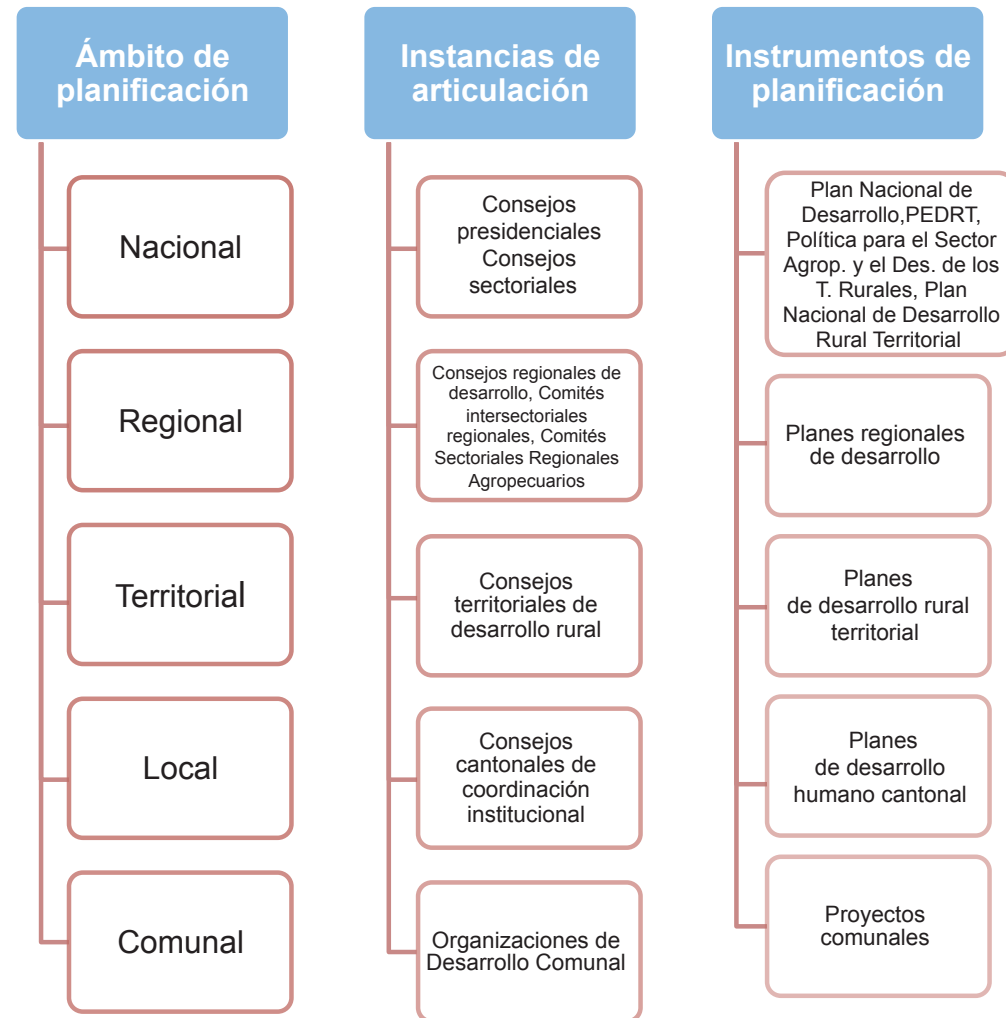 Ámbito de
planificación
Nacional
Regional
Territorial
Local
Comunal
Instancias de
articulación
Consejos
presidenciales
Consejos
sectoriales
Consejos regionales de
desarrollo, Comités
intersectoriales
regionales, Comités
Sectoriales Regionales
Agropecuarios
Consejos
territoriales de
desarrollo rural
Consejos
cantonales de
coordinación
institucional
Organizaciones de
Desarrollo Comunal
Instrumentos de
planificación
Plan Nacional de
Desarrollo,PEDRT,
Política para el Sector
Agrop. y el Des. de los
T. Rurales, Plan
Nacional de Desarrollo
Rural Territorial
Planes regionales
de desarrollo
Planes
de desarrollo rural
territorial
Planes
de desarrollo
humano cantonal
Proyectos
comunales